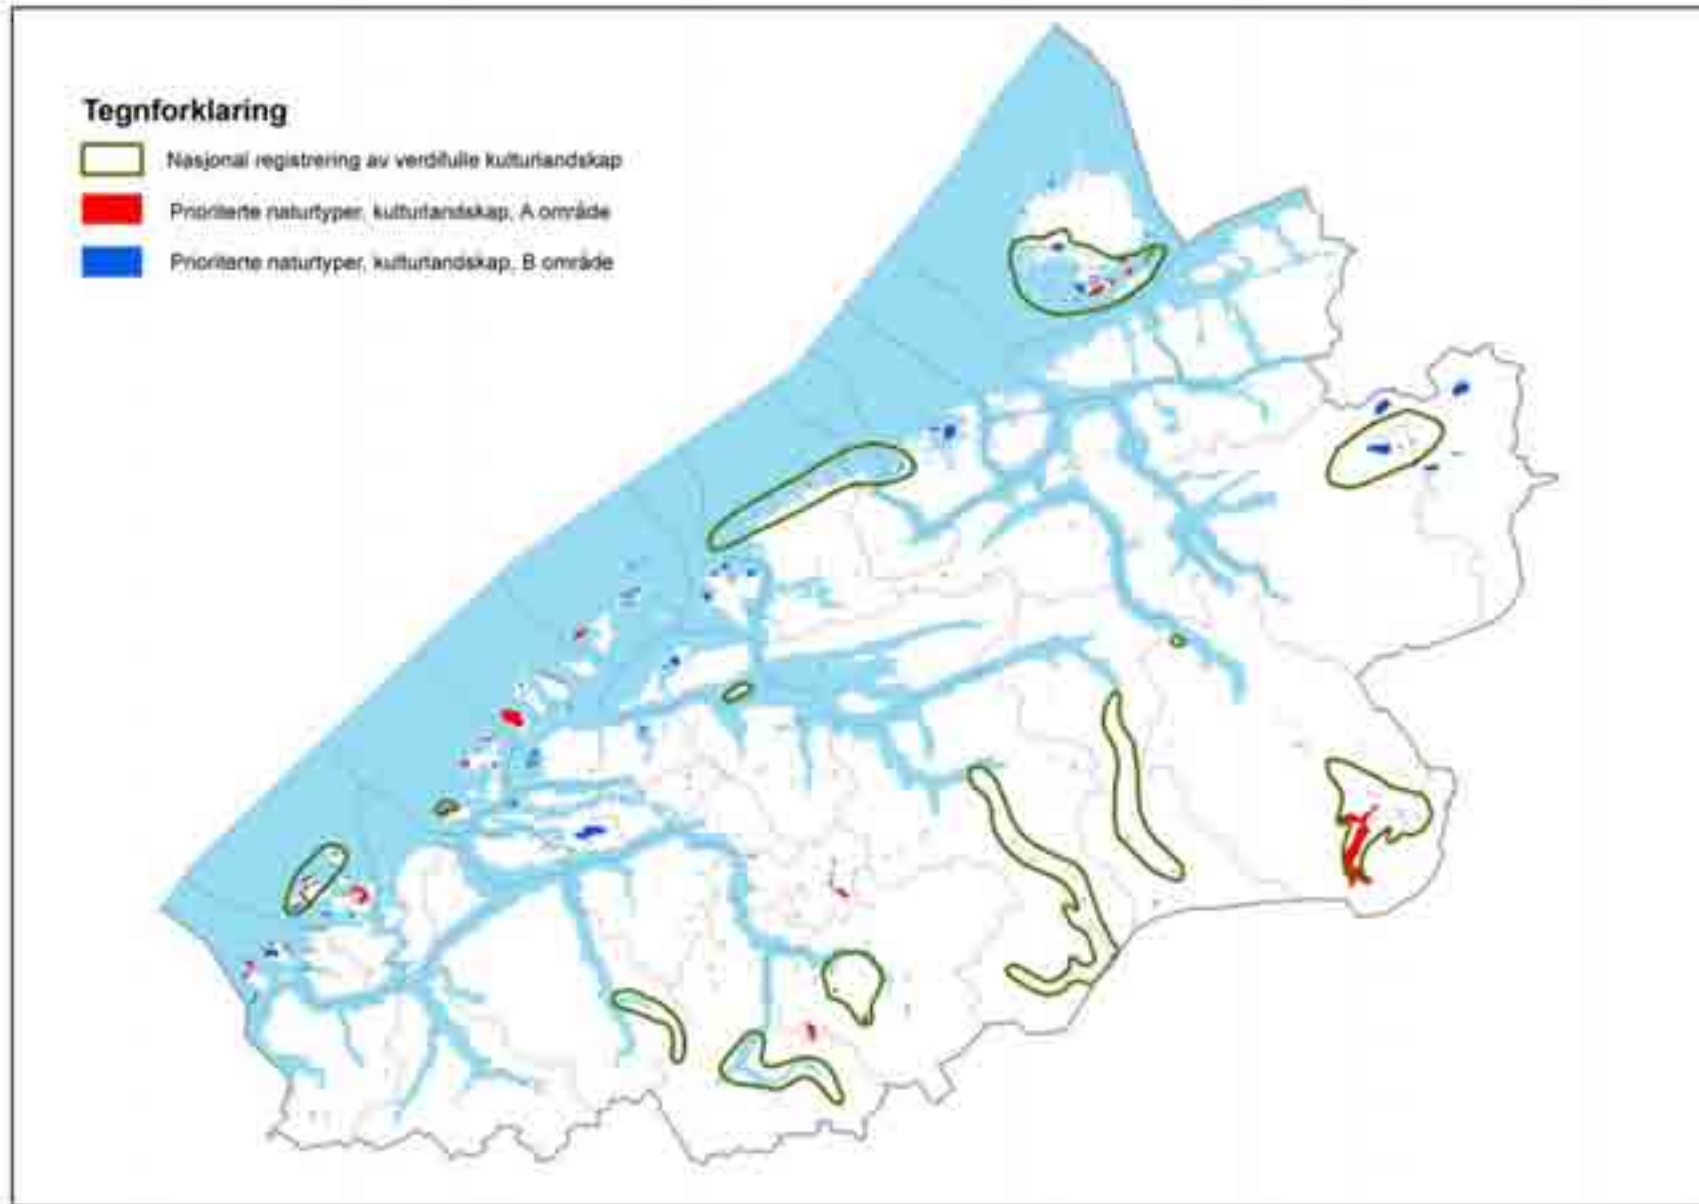 Tegnforklaring
Nasjonal registrering av verdifulle kulturlandskap
Prioriterte naturtyper, kulturlandskap, A område
Prioriterte naturtyper, kulturlandskap, B område